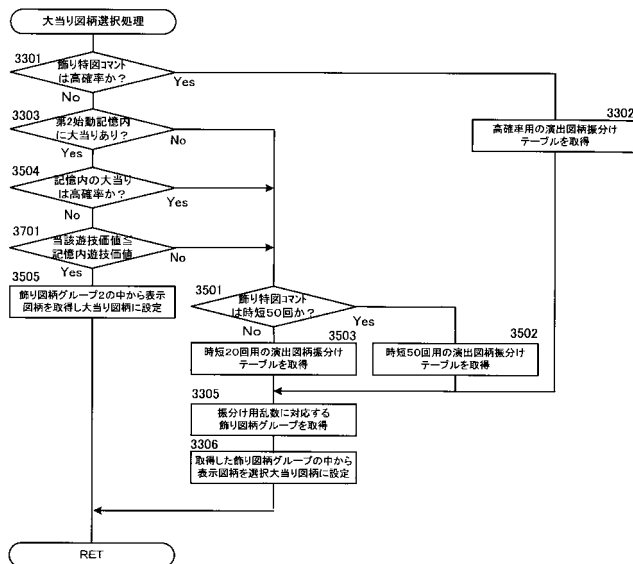 大当り図柄選択処理
3301
飾り特図コマント
は高確率か?
Yes
No
3302
高確率用の演出図柄振分け
テーブルを取得
3303
第2始動記憶内
に大当りあり?
No
Yes
3504
記憶内の大当り
は高確率か?
Yes
No
3701
当該遊技価値≦
記憶内遊技価値
No
Yes
3505
飾り図柄グループ2の中から表示
図柄を取得し大当り図柄に設定
3501
飾り特図コマント
は時短50回か?
Yes
No
3503
時短20回用の演出図柄振分け
テーブルを取得
3502
時短50回用の演出図柄振分け
テーブルを取得
3305
振分け用乱数に対応する
飾り図柄グループを取得
3306
取得した飾り図柄グループの中から
表示図柄を選択大当り図柄に設定
RET